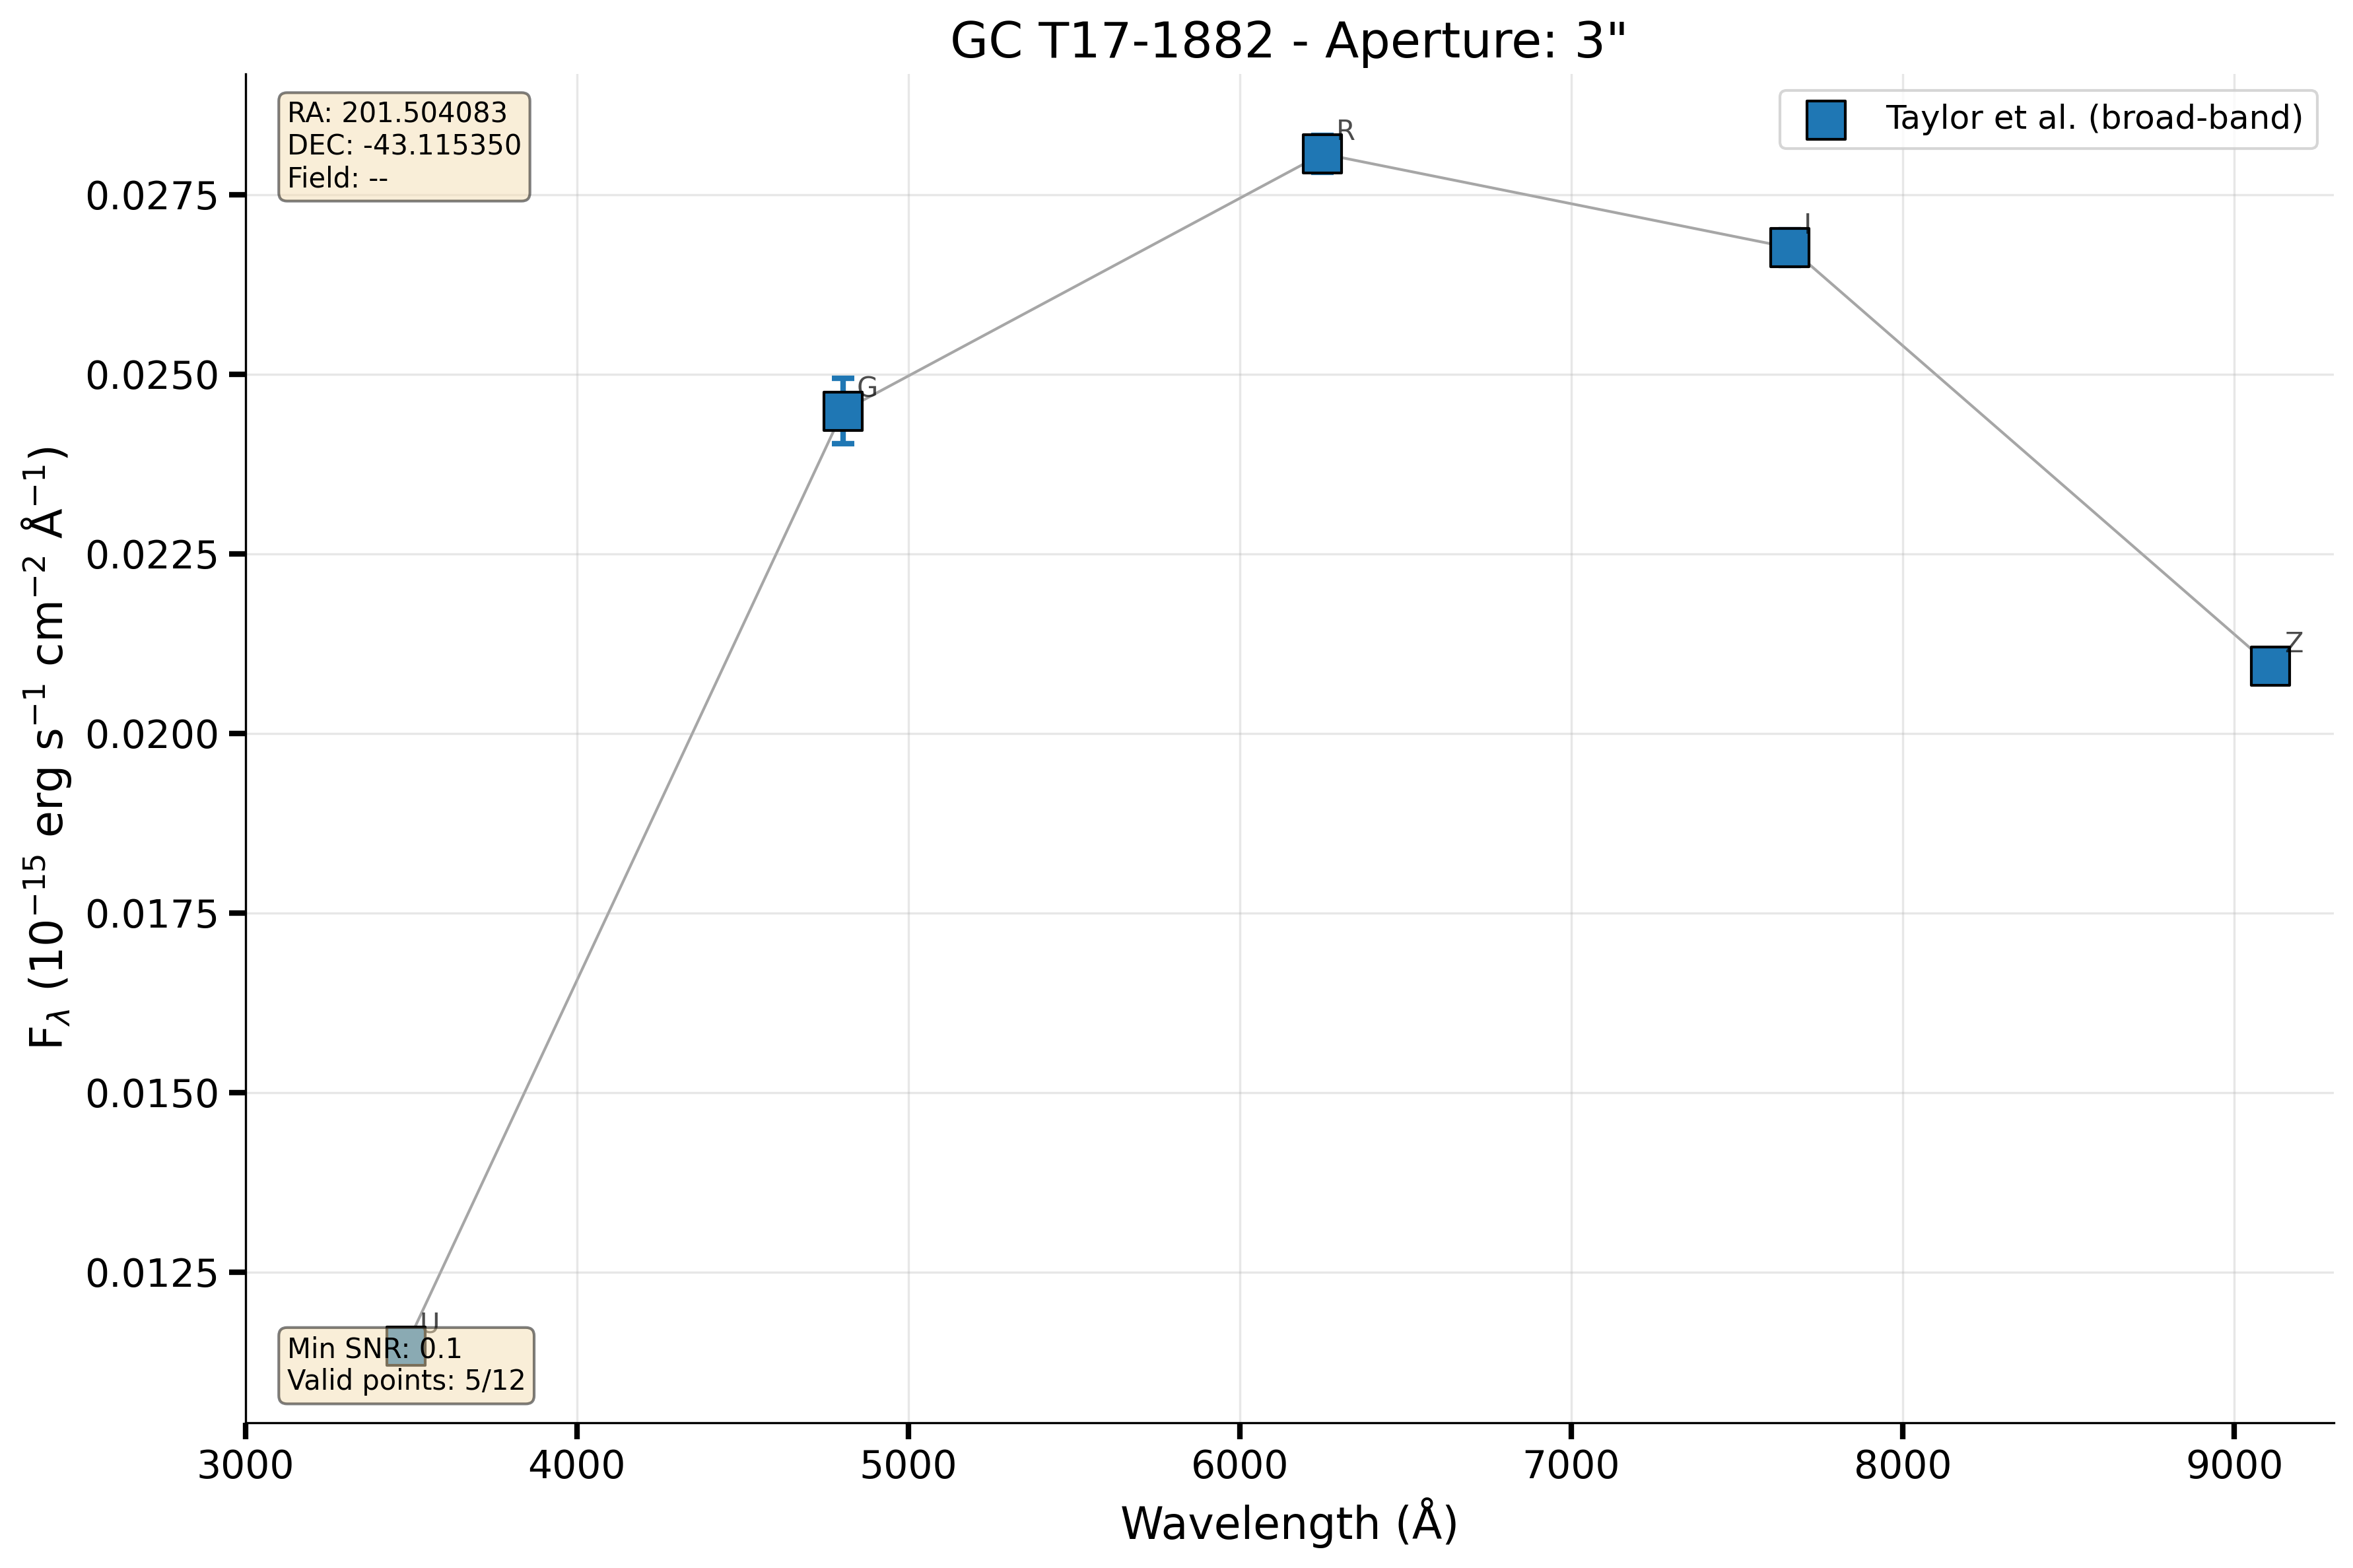 GC T17-1882 - Aperture: 3"
RA: 201.504083
DEC: -43.115350
Field: --
Taylor et al. (broad-band)
R
I
G
Z
U
Min SNR: 0.1
Valid points: 5/12
0.0275
0.0250
0.0225
0.0200
0.0175
0.0150
0.0125
F_λ (10⁻¹⁵ erg s⁻¹ cm⁻² Å⁻¹)
3000 4000 5000 6000 7000 8000 9000
Wavelength (Å)